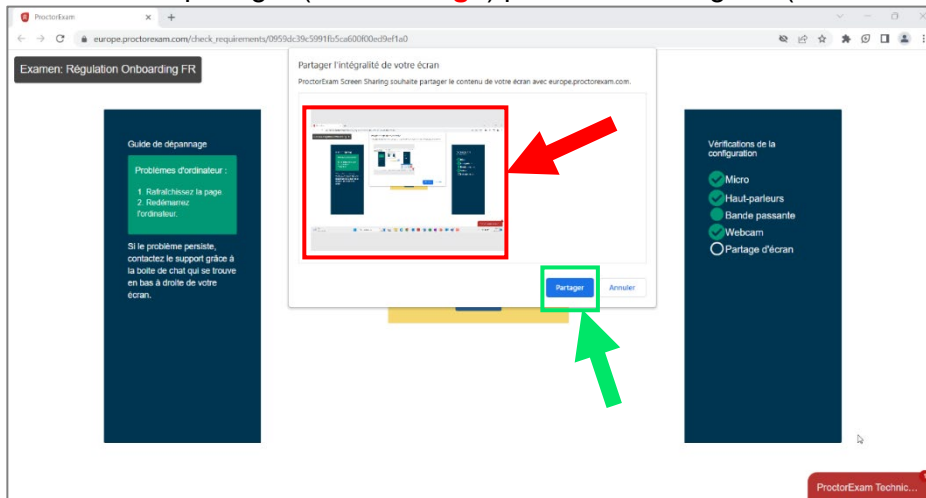 ProctorExam
europe.proctorexam.com/check_requirements/0959dc39c5991fb5ca600f00ed9ef1a0
Examen: Régulation Onboarding FR
Partager l'intégralité de votre écran
ProctorExam Screen Sharing souhaite partager le contenu de votre écran avec europe.proctorexam.com.
Partager
Annuler
Guide de dépannage
Problèmes d'ordinateur :
1. Rafraîchissez la page
2. Redémarrez
l'ordinateur.
Si le problème persiste,
contactez le support grâce à
la boite de chat qui se trouve
en bas à droite de votre
écran.
Vérifications de la
configuration
Micro
Haut-parleurs
Bande passante
Webcam
Partage d'écran
ProctorExam Technic...